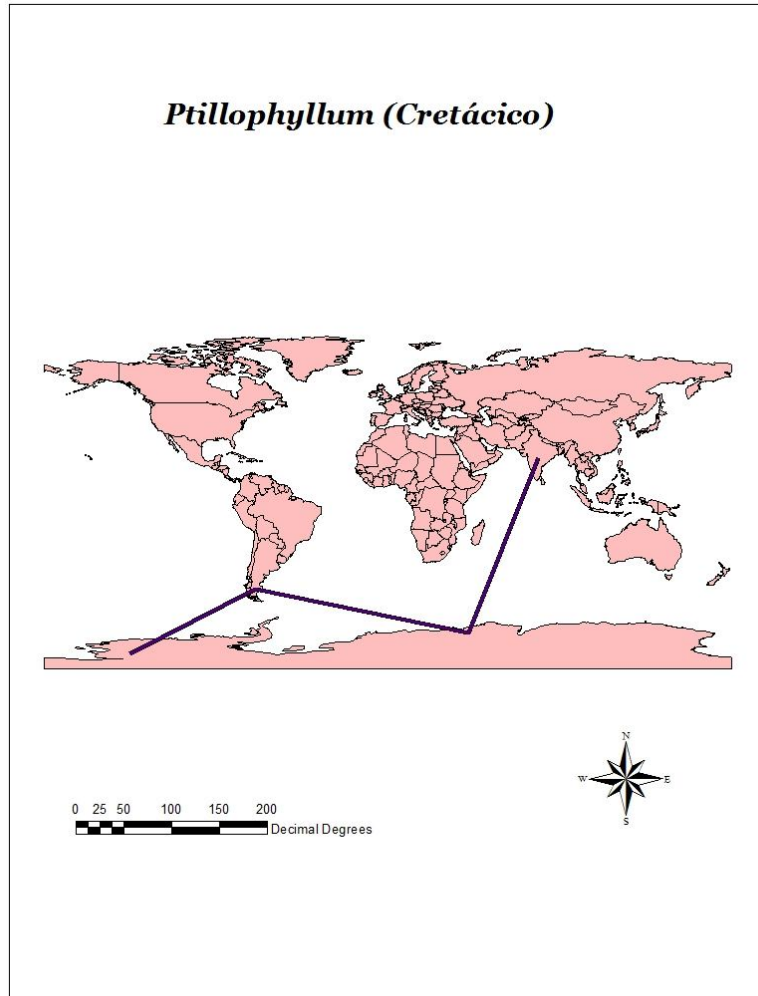 Ptillophyllum (Cretácico)
N
W E
S
0 25 50 100 150 200
Decimal Degrees